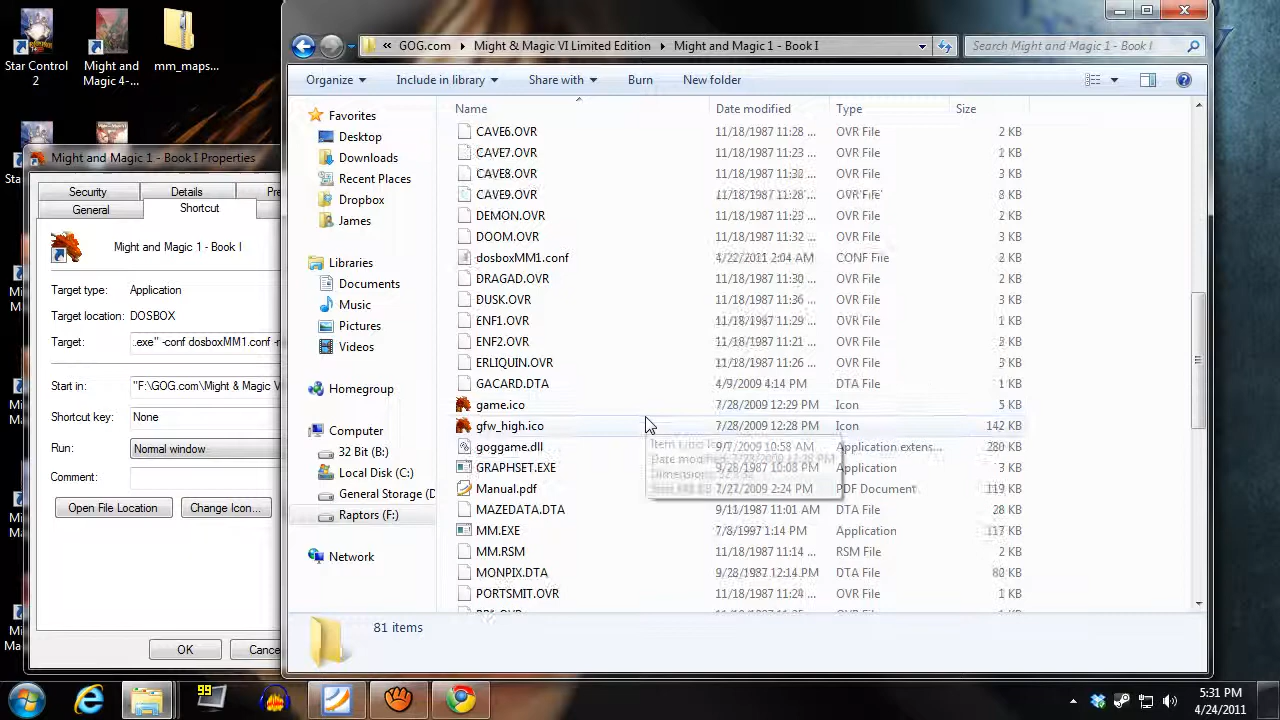 Star Control
2
Might and
Magic 4-...
mm_maps...
Sta
Mi
M
Mi
M
Mi
M
Mi
Ma
Might and Magic 1 - Book I Properties
Security
Details
Pre
General
Shortcut
Might and Magic 1 - Book I
Target type:
Application
Target location:
DOSBOX
Target:
..exe" -conf dosboxMM1.conf -n
Start in:
"F:\GOG.com\Might & Magic V
Shortcut key:
None
Run:
Normal window
Comment:
Open File Location
Change Icon...
OK
Cance
« GOG.com
Might & Magic VI Limited Edition
Might and Magic 1 - Book I
Search Might and Magic 1 - Book I
Organize
Include in library
Share with
Burn
New folder
Favorites
Desktop
Downloads
Recent Places
Dropbox
James
Libraries
Documents
Music
Pictures
Videos
Homegroup
Computer
32 Bit (B:)
Local Disk (C:)
General Storage (D
Raptors (F:)
Network
Name Date modified Type Size
CAVE6.OVR 11/18/1987 11:28 ... OVR File 2 KB
CAVE7.OVR 11/18/1987 11:23 ... OVR File KB
CAVE8.OVR 11/18/1987 11:32 ... OVR File 3 KB
CAVE9.OVR 11/18/1987 11:28 ... OVR File KB
DEMON.OVR 11/18/1987 11:27 ... OVR File 2 KB
DOOM.OVR 11/18/1987 11:32 ... OVR File 3 KB
dosboxMM1.conf 4/22/2011 2:04 AM CONF File 2 KB
DRAGAD.OVR 11/18/1987 11:30 ... OVR File 2 KB
DUSK.OVR 11/18/1987 11:36 ... OVR File 3 KB
ENF1.OVR 11/18/1987 11:29 ... OVR File KB
ENF2.OVR 11/18/1987 11:21 ... OVR File KB
ERLIQUIN.OVR 11/18/1987 11:26 ... OVR File KB
GACARD.DTA 4/9/2009 4:14 PM DTA File 1 KB
game.ico 7/28/2009 12:29 PM Icon 5 KB
gfw_high.ico 7/28/2009 12:28 PM Icon 142 KB
goggame.dll 9/7/2009 10:58 AM Application extens... 280 KB
GRAPHSET.EXE 9/28/1987 10:08 PM Application 3 KB
Manual.pdf 7/27/2009 2:24 PM PDF Document 119 KB
MAZEDATA.DTA 9/11/1987 11:01 AM DTA File 28 KB
MM.EXE 7/8/1997 1:14 PM Application 117 KB
MM.RSM 11/18/1987 11:14 ... RSM File 2 KB
MONPIX.DTA 9/28/1987 12:14 PM DTA File 80 KB
PORTSMIT.OVR 11/18/1987 11:24 ... OVR File KB
81 items
99
5:31 PM
4/24/2011